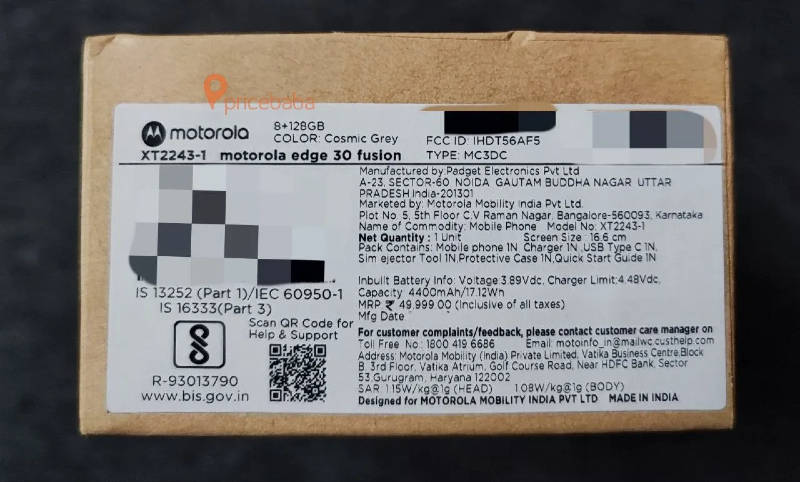 pricebaba
motorola
8+128GB
COLOR: Cosmic Grey
FCC ID: IHDT56AF5
XT2243-1 motorola edge 30 fusion
TYPE: MC3DC
Manufactured by:Padget Electronics Pvt Ltd
A-23, SECTOR-60 NOIDA GAUTAM BUDDHA NAGAR UTTAR
PRADESH India-201301
Marketed by: Motorola Mobility India Pvt Ltd.
Plot No. 5, 5th Floor C.V Raman Nagar, Bangalore-560093, Karnataka
Name of Commodity: Mobile Phone Model No: XT2243-1
Net Quantity : 1 Unit Screen Size : 16.6 cm
Pack Contains: Mobile phone 1N, Charger 1N ,USB Type C 1N,
Sim ejector Tool 1N,Protective Case 1N,Quick Start Guide 1N
Inbuilt Battery Info: Voltage:3.89Vdc, Charger Limit:4.48Vdc,
Capacity: 4400mAh/17.12Wh
MRP ₹ 49,999.00 (Inclusive of all taxes)
Mfg Date
IS 13252 (Part 1)/IEC 60950-1
IS 16333(Part 3)
Scan QR Code for
Help & Support
R-93013790
www.bis.gov.in
For customer complaints/feedback, please contact customer care manager on
Toll Free No.: 1800 419 6686 Email: motoinfo_in@mailwc.custhelp.com
Address: Motorola Mobility (India) Private Limited, Vatika Business Centre,Block
B, 3rd Floor, Vatika Atrium, Golf Course Road, Near HDFC Bank, Sector
53,Gurugram, Haryana 122002
SAR: 1.15W/kg@1g (HEAD) 1.08W/kg@1g (BODY)
Designed for MOTOROLA MOBILITY INDIA PVT LTD MADE IN INDIA